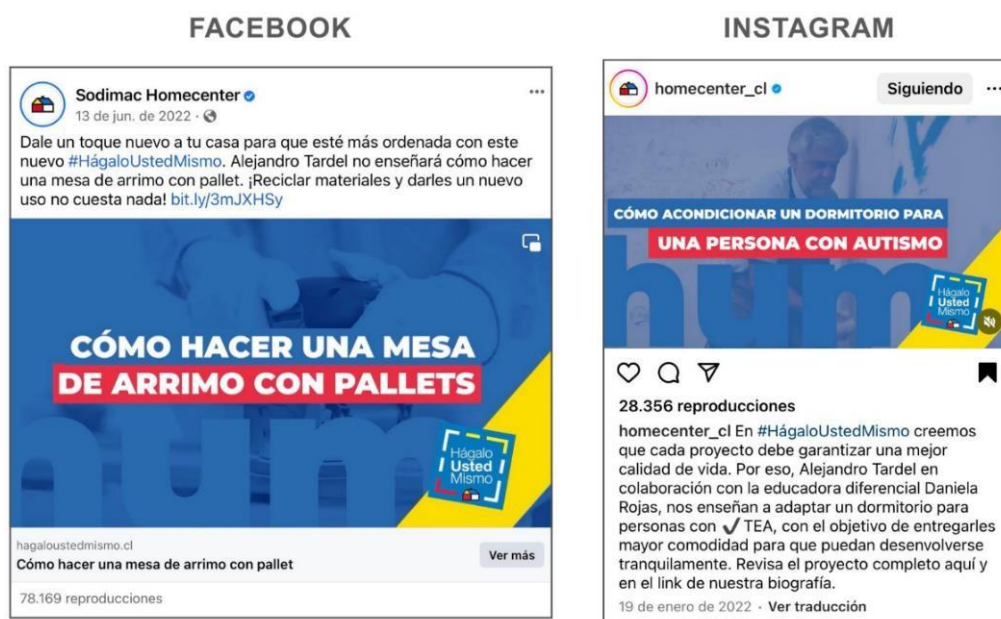 FACEBOOK
Sodimac Homecenter
13 de jun. de 2022 ·
Dale un toque nuevo a tu casa para que esté más ordenada con este
nuevo #HágaloUstedMismo. Alejandro Tardel no enseñará cómo hacer
una mesa de arrimo con pallet. ¡Reciclar materiales y darles un nuevo
uso no cuesta nada! bit.ly/3mJXHSy
CÓMO HACER UNA MESA
DE ARRIMO CON PALLETS
hum
Hágalo
Usted
Mismo
hagaloustedmismo.cl
Cómo hacer una mesa de arrimo con pallet
Ver más
78.169 reproducciones
INSTAGRAM
homecenter_cl
Siguiendo
CÓMO ACONDICIONAR UN DORMITORIO PARA
UNA PERSONA CON AUTISMO
hum
Hágalo
Usted
Mismo
28.356 reproducciones
homecenter_cl En #HágaloUstedMismo creemos
que cada proyecto debe garantizar una mejor
calidad de vida. Por eso, Alejandro Tardel en
colaboración con la educadora diferencial Daniela
Rojas, nos enseñan a adaptar un dormitorio para
personas con ✔ TEA, con el objetivo de entregarles
mayor comodidad para que puedan desenvolverse
tranquilamente. Revisa el proyecto completo aquí y
en el link de nuestra biografía.
19 de enero de 2022 · Ver traducción